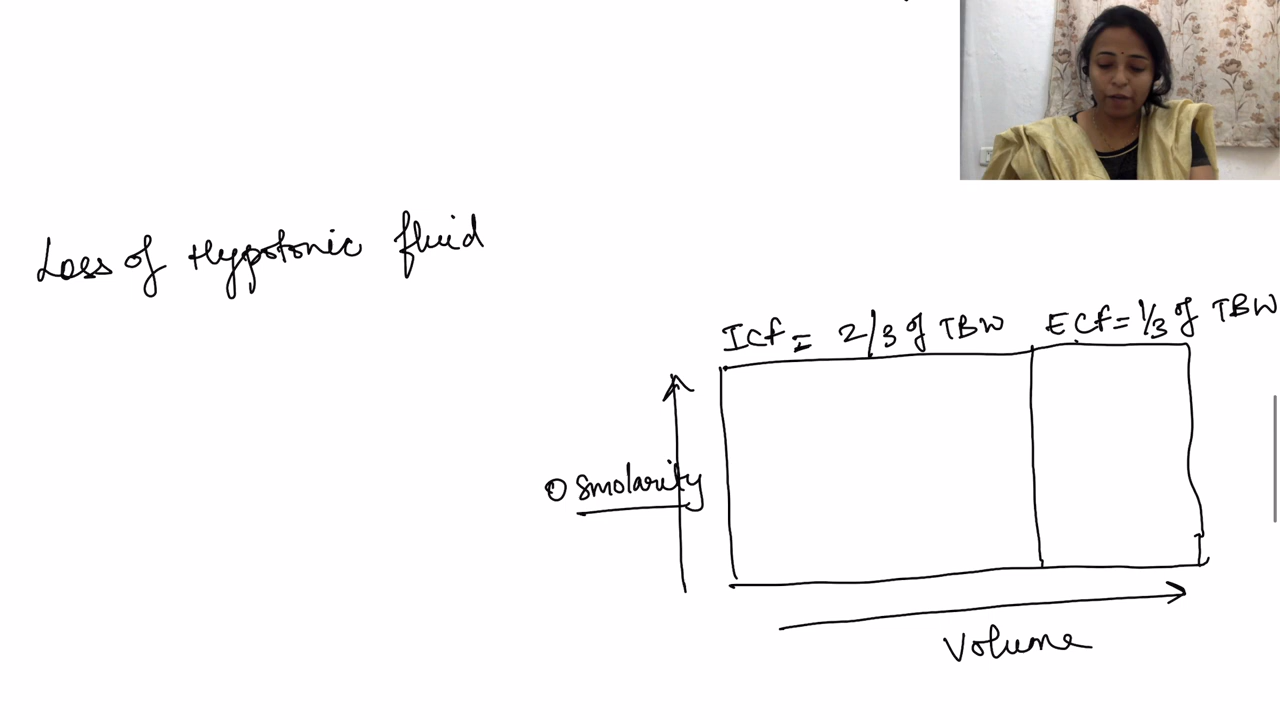 Loss of Hypotonic fluid
Icf = 2/3 of TBW
ECf = 1/3 of TBW
Osmolarity
Volume